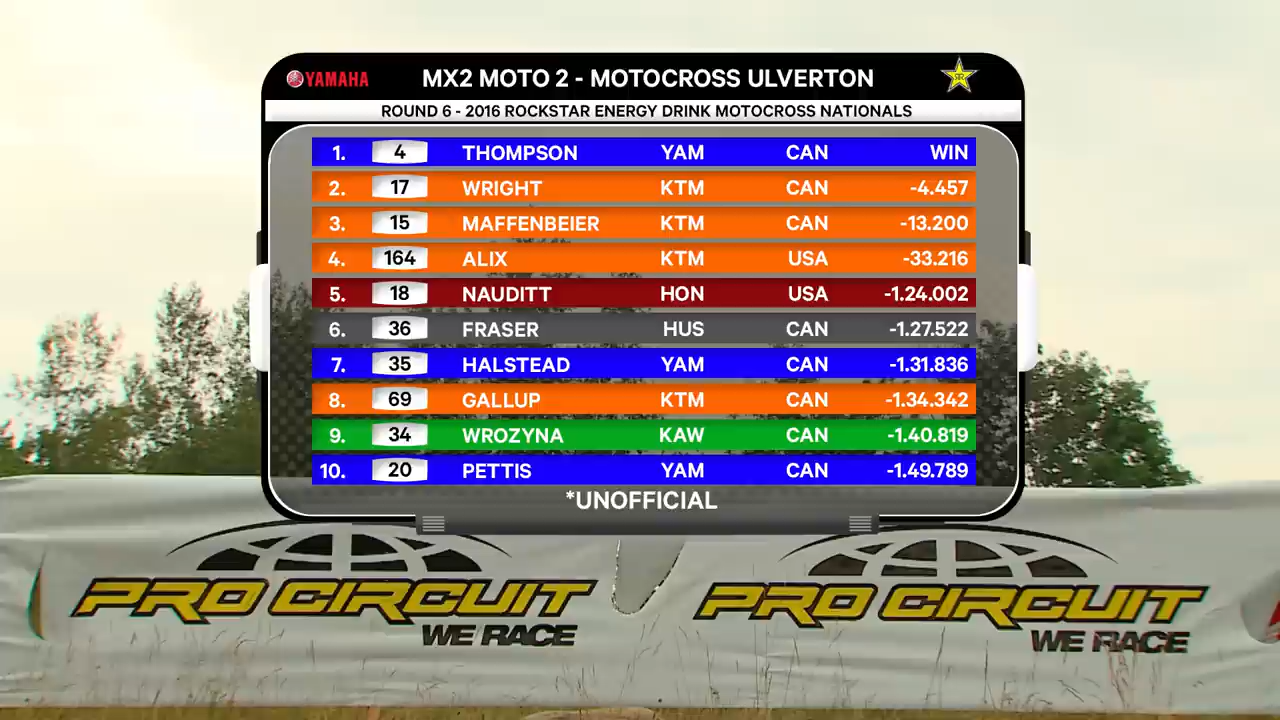 YAMAHA MX2 MOTO 2 - MOTOCROSS ULVERTON
ROUND 6 - 2016 ROCKSTAR ENERGY DRINK MOTOCROSS NATIONALS
1. 4 THOMPSON YAM CAN WIN
2. 17 WRIGHT KTM CAN -4.457
3. 15 MAFFENBEIER KTM CAN -13.200
4. 164 ALIX KTM USA -33.216
5. 18 NAUDITT HON USA -1.24.002
6. 36 FRASER HUS CAN -1.27.522
7. 35 HALSTEAD YAM CAN -1.31.836
8. 69 GALLUP KTM CAN -1.34.342
9. 34 WROZYNA KAW CAN -1.40.819
10. 20 PETTIS YAM CAN -1.49.789
*UNOFFICIAL
PRO CIRCUIT
WE RACE
PRO CIRCUIT
WE RACE